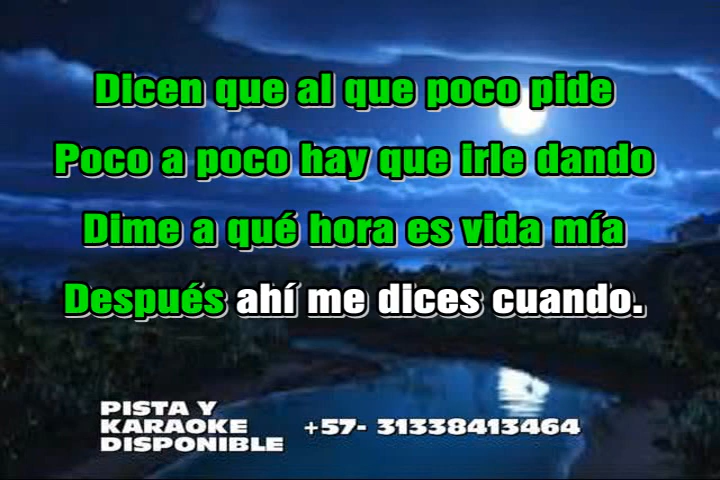 Dicen que al que poco pide
Poco a poco hay que irle dando
Dime a qué hora es vida mía
Después ahí me dices cuando.
PISTA Y
KARAOKE
DISPONIBLE
+57- 31338413464